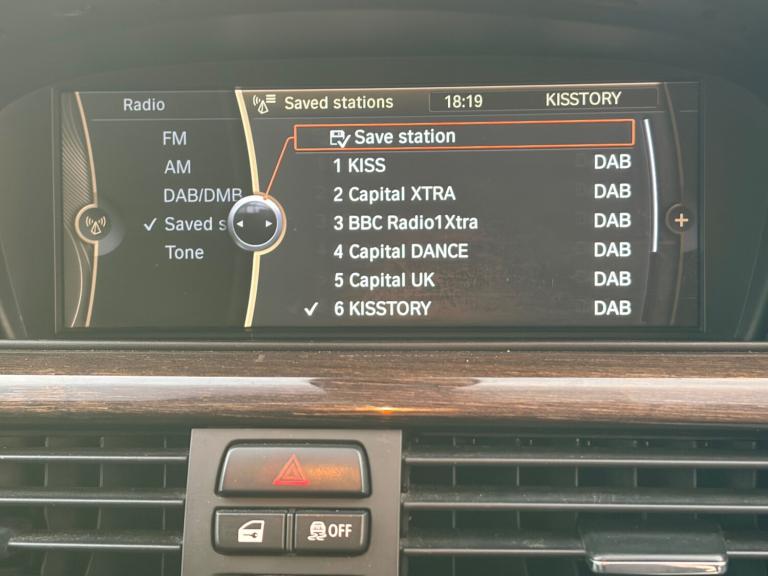 Radio
FM
AM
DAB/DMB
✓ Saved s
Tone
Saved stations 18:19 KISSTORY
Save station
1 KISS DAB
2 Capital XTRA DAB
3 BBC Radio1Xtra DAB
4 Capital DANCE DAB
5 Capital UK DAB
✓ 6 KISSTORY DAB
OFF